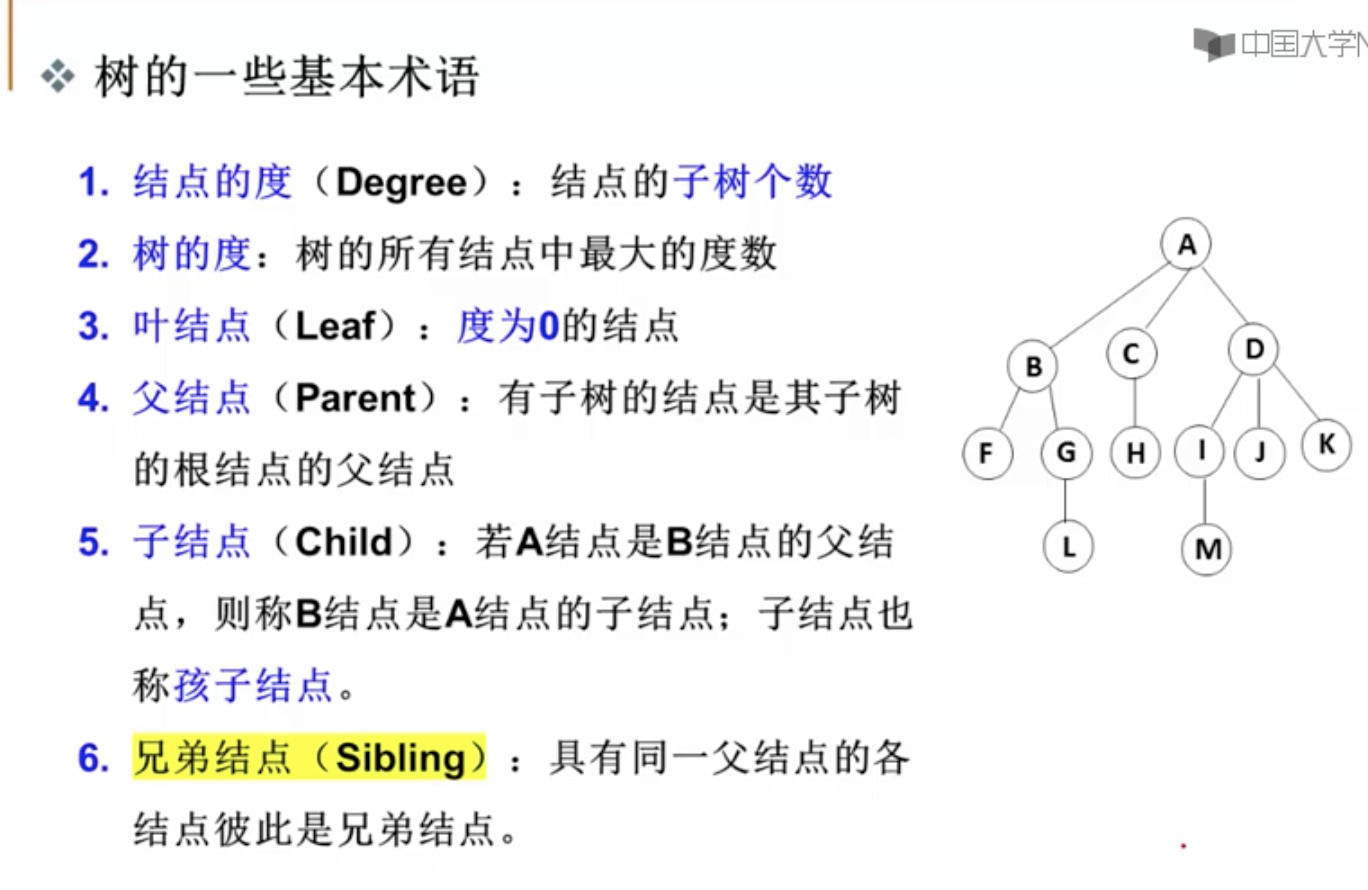 中国大学
树的一些基本术语
1. 结点的度（Degree）：结点的子树个数
2. 树的度：树的所有结点中最大的度数
3. 叶结点（Leaf）：度为0的结点
4. 父结点（Parent）：有子树的结点是其子树
的根结点的父结点
5. 子结点（Child）：若A结点是B结点的父结
点，则称B结点是A结点的子结点；子结点也
称孩子结点。
6. 兄弟结点（Sibling）：具有同一父结点的各
结点彼此是兄弟结点。
A
B C D
F G H I J K
L M